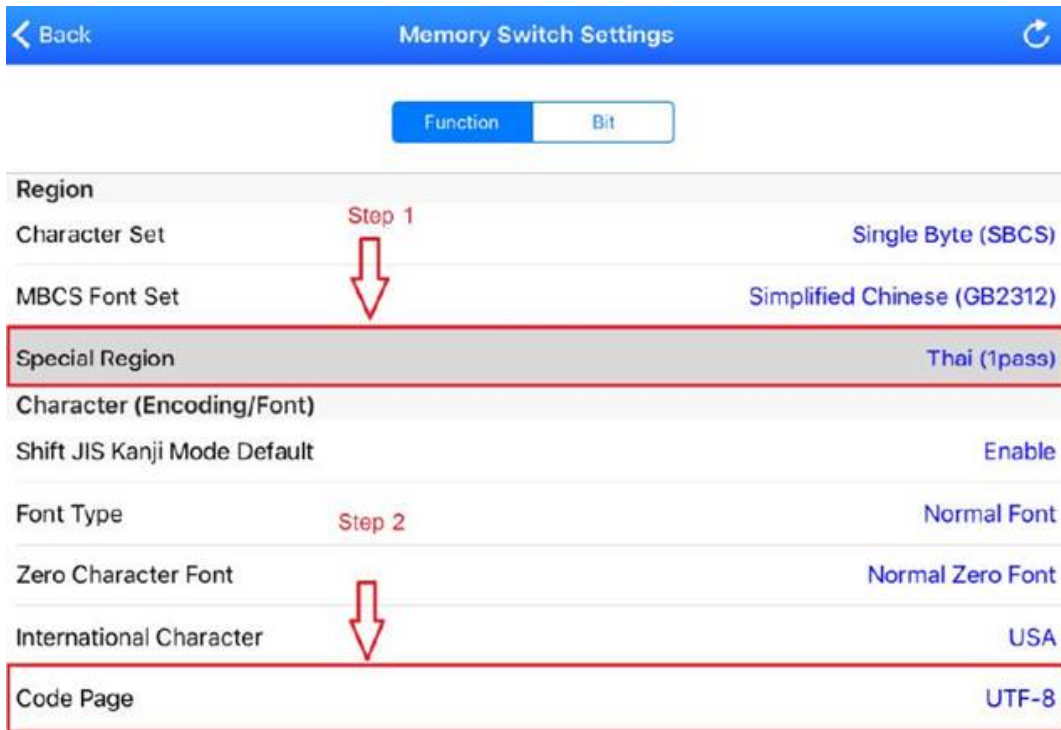 Back Memory Switch Settings
Function Bit
Region
Step 1
Character Set Single Byte (SBCS)
MBCS Font Set Simplified Chinese (GB2312)
Special Region Thai (1pass)
Character (Encoding/Font)
Shift JIS Kanji Mode Default Enable
Font Type Normal Font
Step 2
Zero Character Font Normal Zero Font
International Character USA
Code Page UTF-8